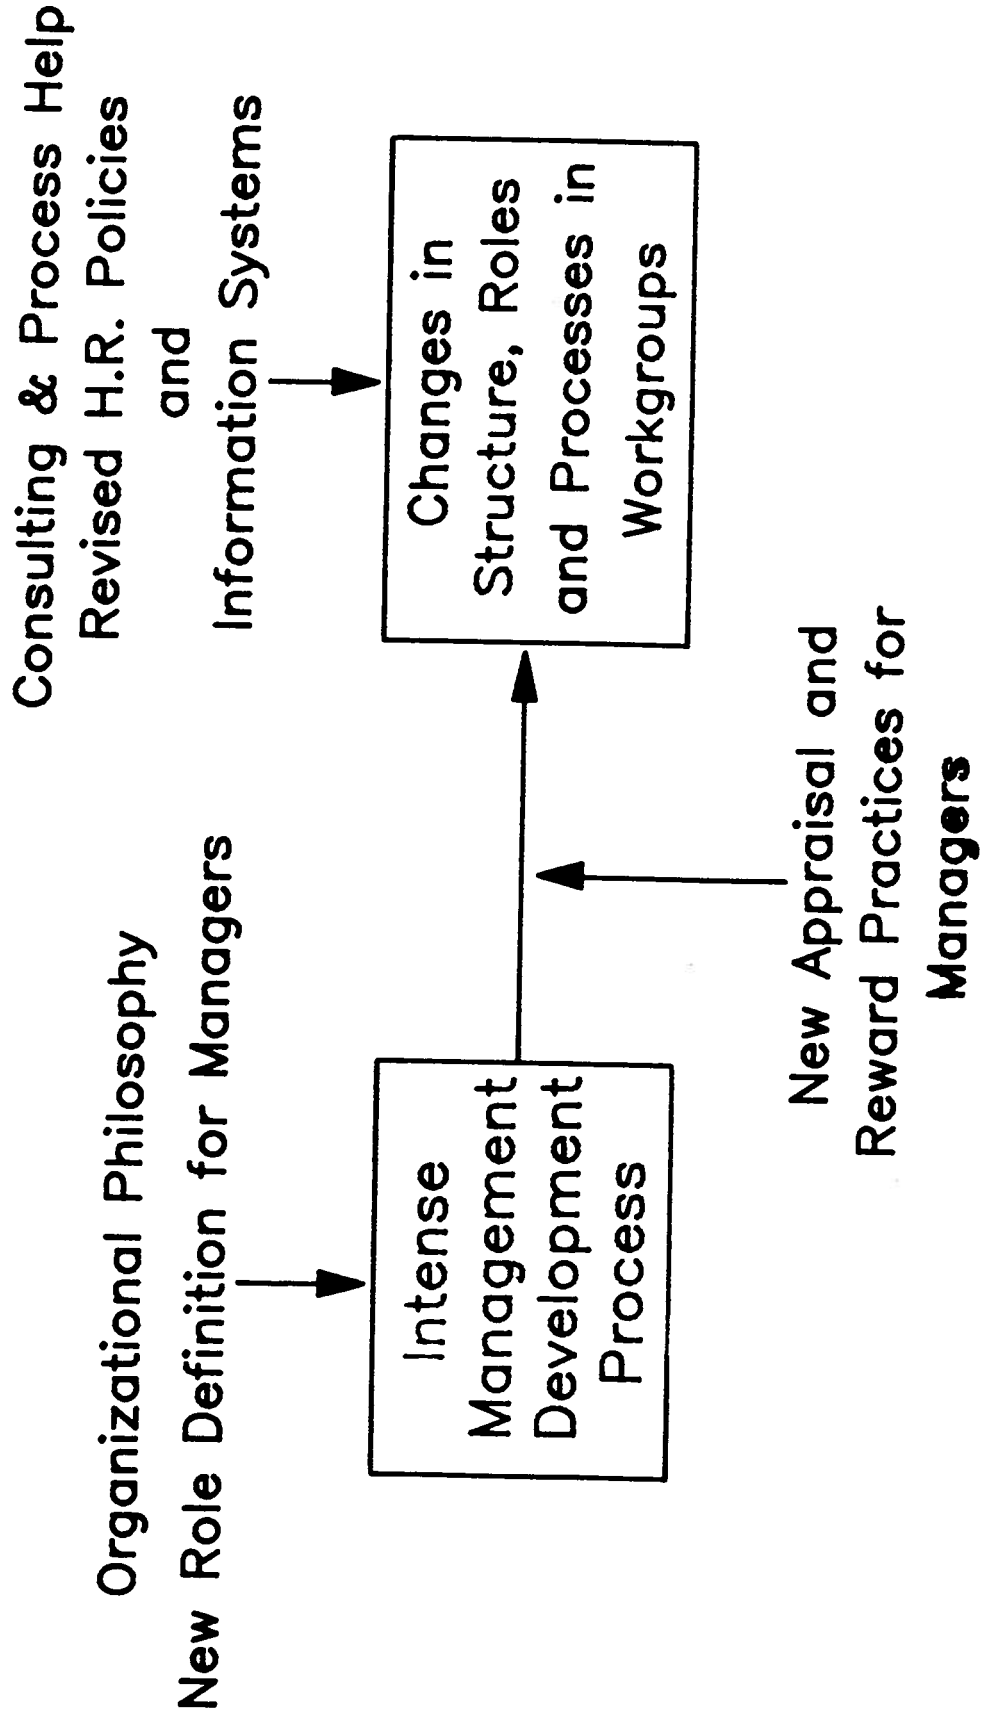 Organizational Philosophy
New Role Definition for Managers
Intense
Management
Development
Process
Consulting & Process Help
Revised H.R. Policies
and
Information Systems
Changes in
Structure, Roles
and Processes in
Workgroups
New Appraisal and
Reward Practices for
Managers